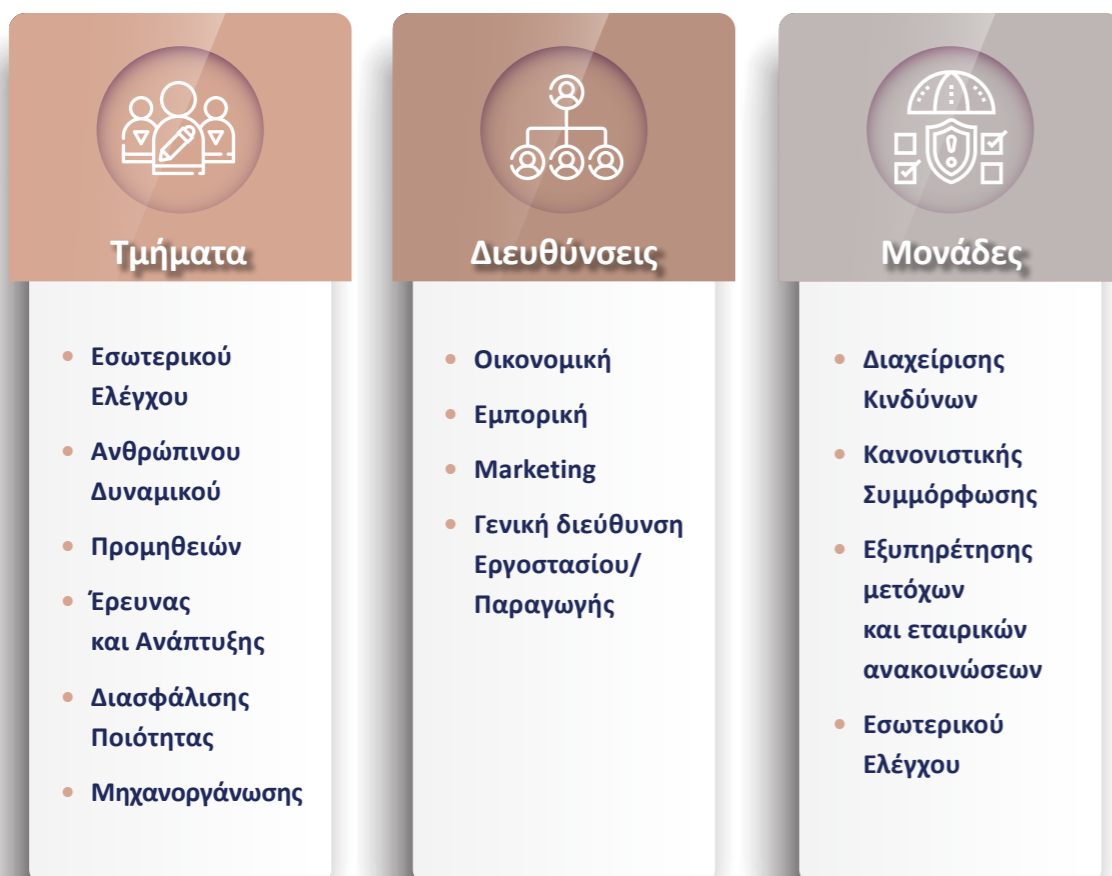 Τμήματα
• Εσωτερικού
Ελέγχου
• Ανθρώπινου
Δυναμικού
• Προμηθειών
• Έρευνας
και Ανάπτυξης
• Διασφάλισης
Ποιότητας
• Μηχανοργάνωσης
Διευθύνσεις
• Οικονομική
• Εμπορική
• Marketing
• Γενική διεύθυνση
Εργοστασίου/
Παραγωγής
Μονάδες
• Διαχείρισης
Κινδύνων
• Κανονιστικής
Συμμόρφωσης
• Εξυπηρέτησης
μετόχων
και εταιρικών
ανακοινώσεων
• Εσωτερικού
Ελέγχου